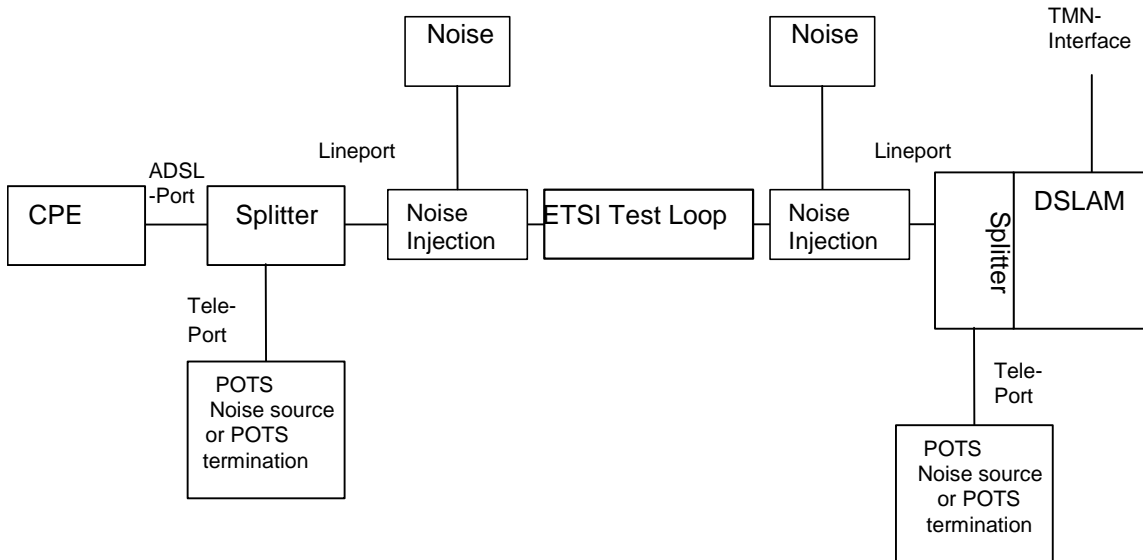 Noise
Noise
TMN-
Interface
Lineport
Lineport
ADSL
-Port
CPE
Splitter
Noise
Injection
ETSI Test Loop
Noise
Injection
Splitter
DSLAM
Tele-
Port
Tele-
Port
POTS
Noise source
or POTS
termination
POTS
Noise source
or POTS
termination